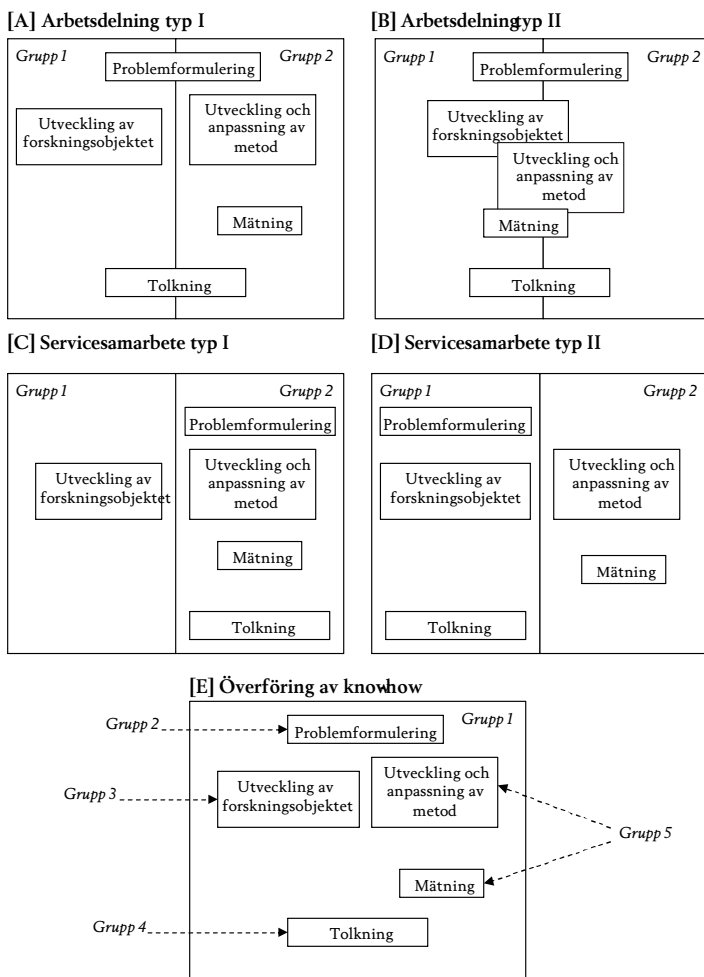 [A] Arbetsdelning typ I
Grupp 1
Grupp 2
Problemformulering
Utveckling av
forskningsobjektet
Utveckling och
anpassning av
metod
Mätning
Tolkning
[B] Arbetsdelning typ II
Grupp 1
Grupp 2
Problemformulering
Utveckling av
forskningsobjektet
Utveckling och
anpassning av
metod
Mätning
Tolkning
[C] Servicesamarbete typ I
Grupp 1
Grupp 2
Problemformulering
Utveckling av
forskningsobjektet
Utveckling och
anpassning av
metod
Mätning
Tolkning
[D] Servicesamarbete typ II
Grupp 1
Grupp 2
Problemformulering
Utveckling av
forskningsobjektet
Utveckling och
anpassning av
metod
Mätning
Tolkning
[E] Överföring av know-how
Grupp 1
Grupp 2
Problemformulering
Grupp 3
Utveckling av
forskningsobjektet
Utveckling och
anpassning av
metod
Grupp 5
Mätning
Grupp 4
Tolkning